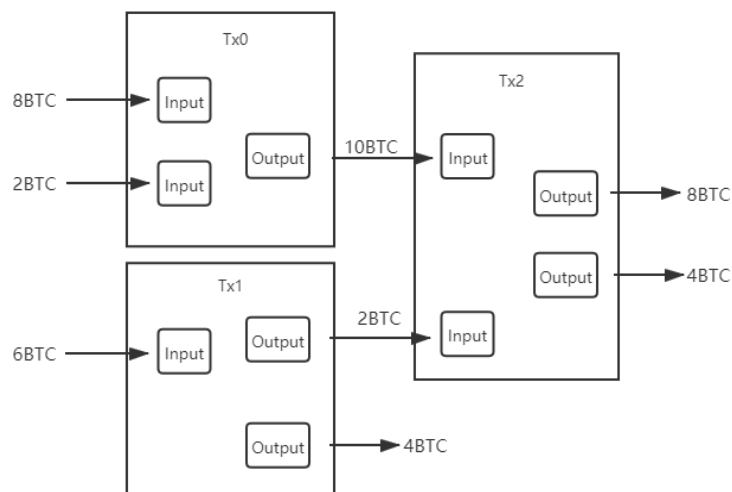 Tx0
8BTC
Input
Output
2BTC
Input
10BTC
Tx2
Input
Output
8BTC
Output
4BTC
Input
Tx1
6BTC
Input
Output
2BTC
Output
4BTC